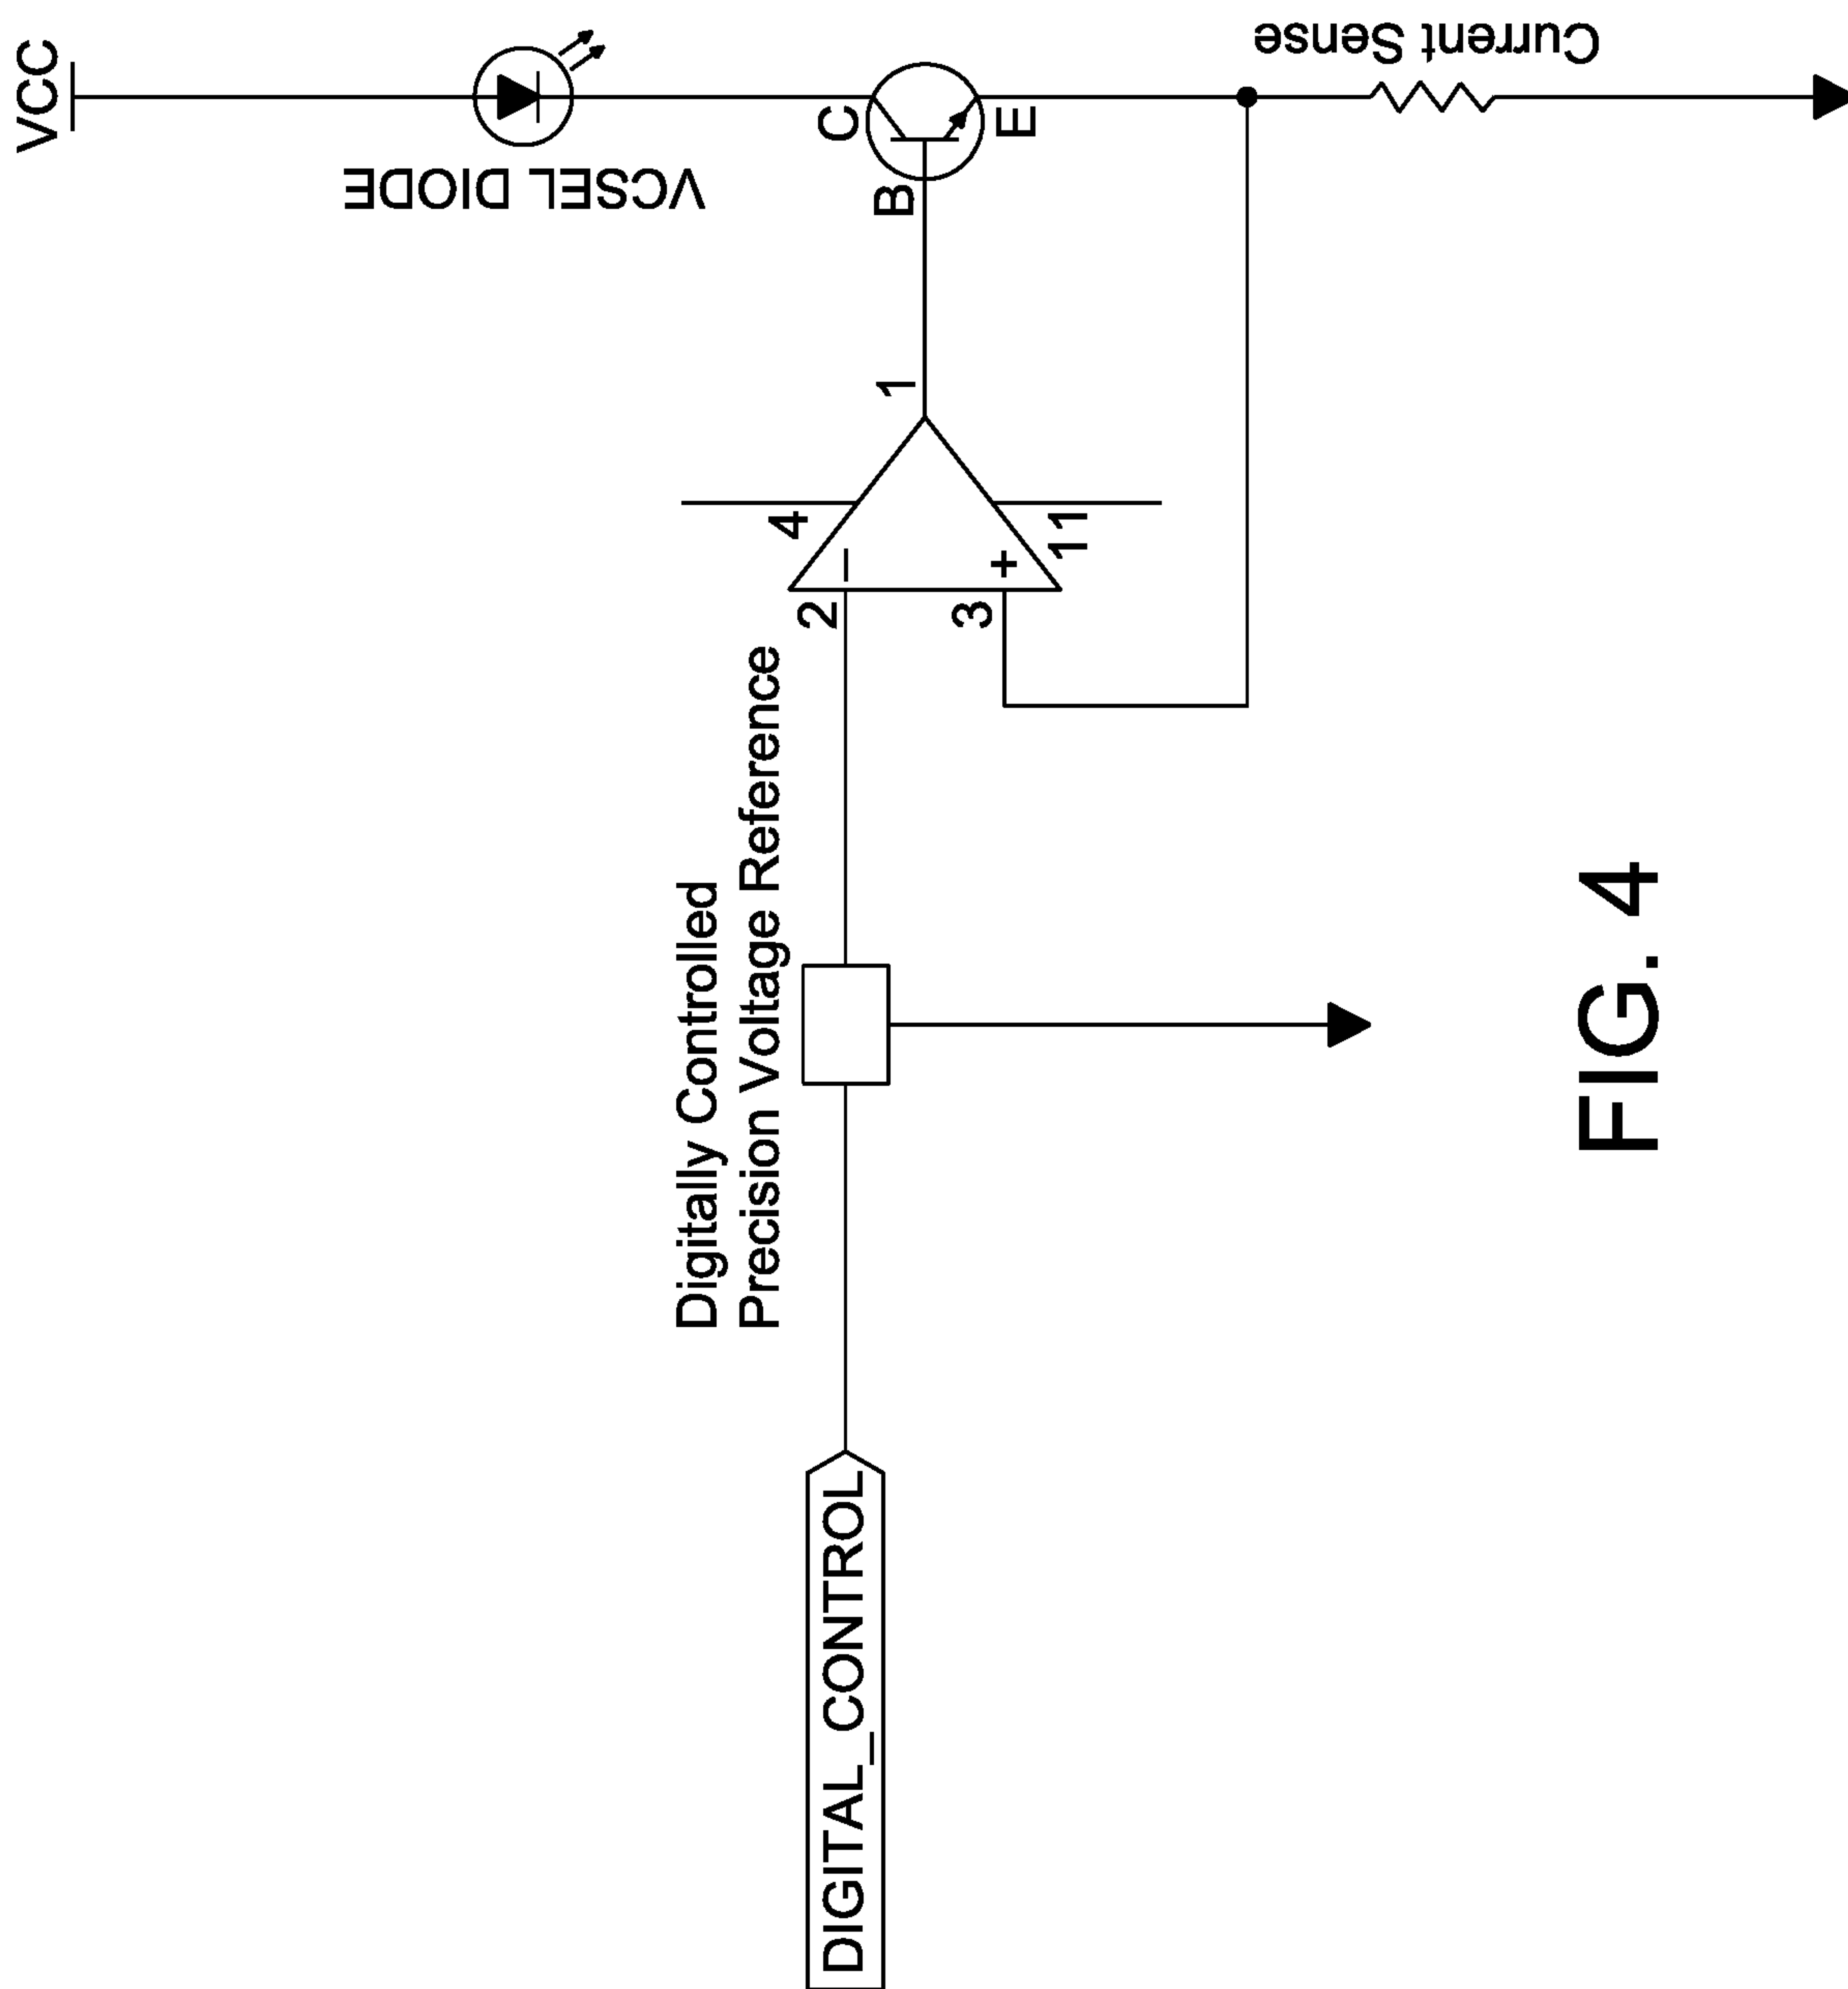 VCC
VCSEL DIODE
C
B
E
1
4
2
−
3
+
11
Current Sense
Digitally Controlled
Precision Voltage Reference
DIGITAL_CONTROL
FIG. 4